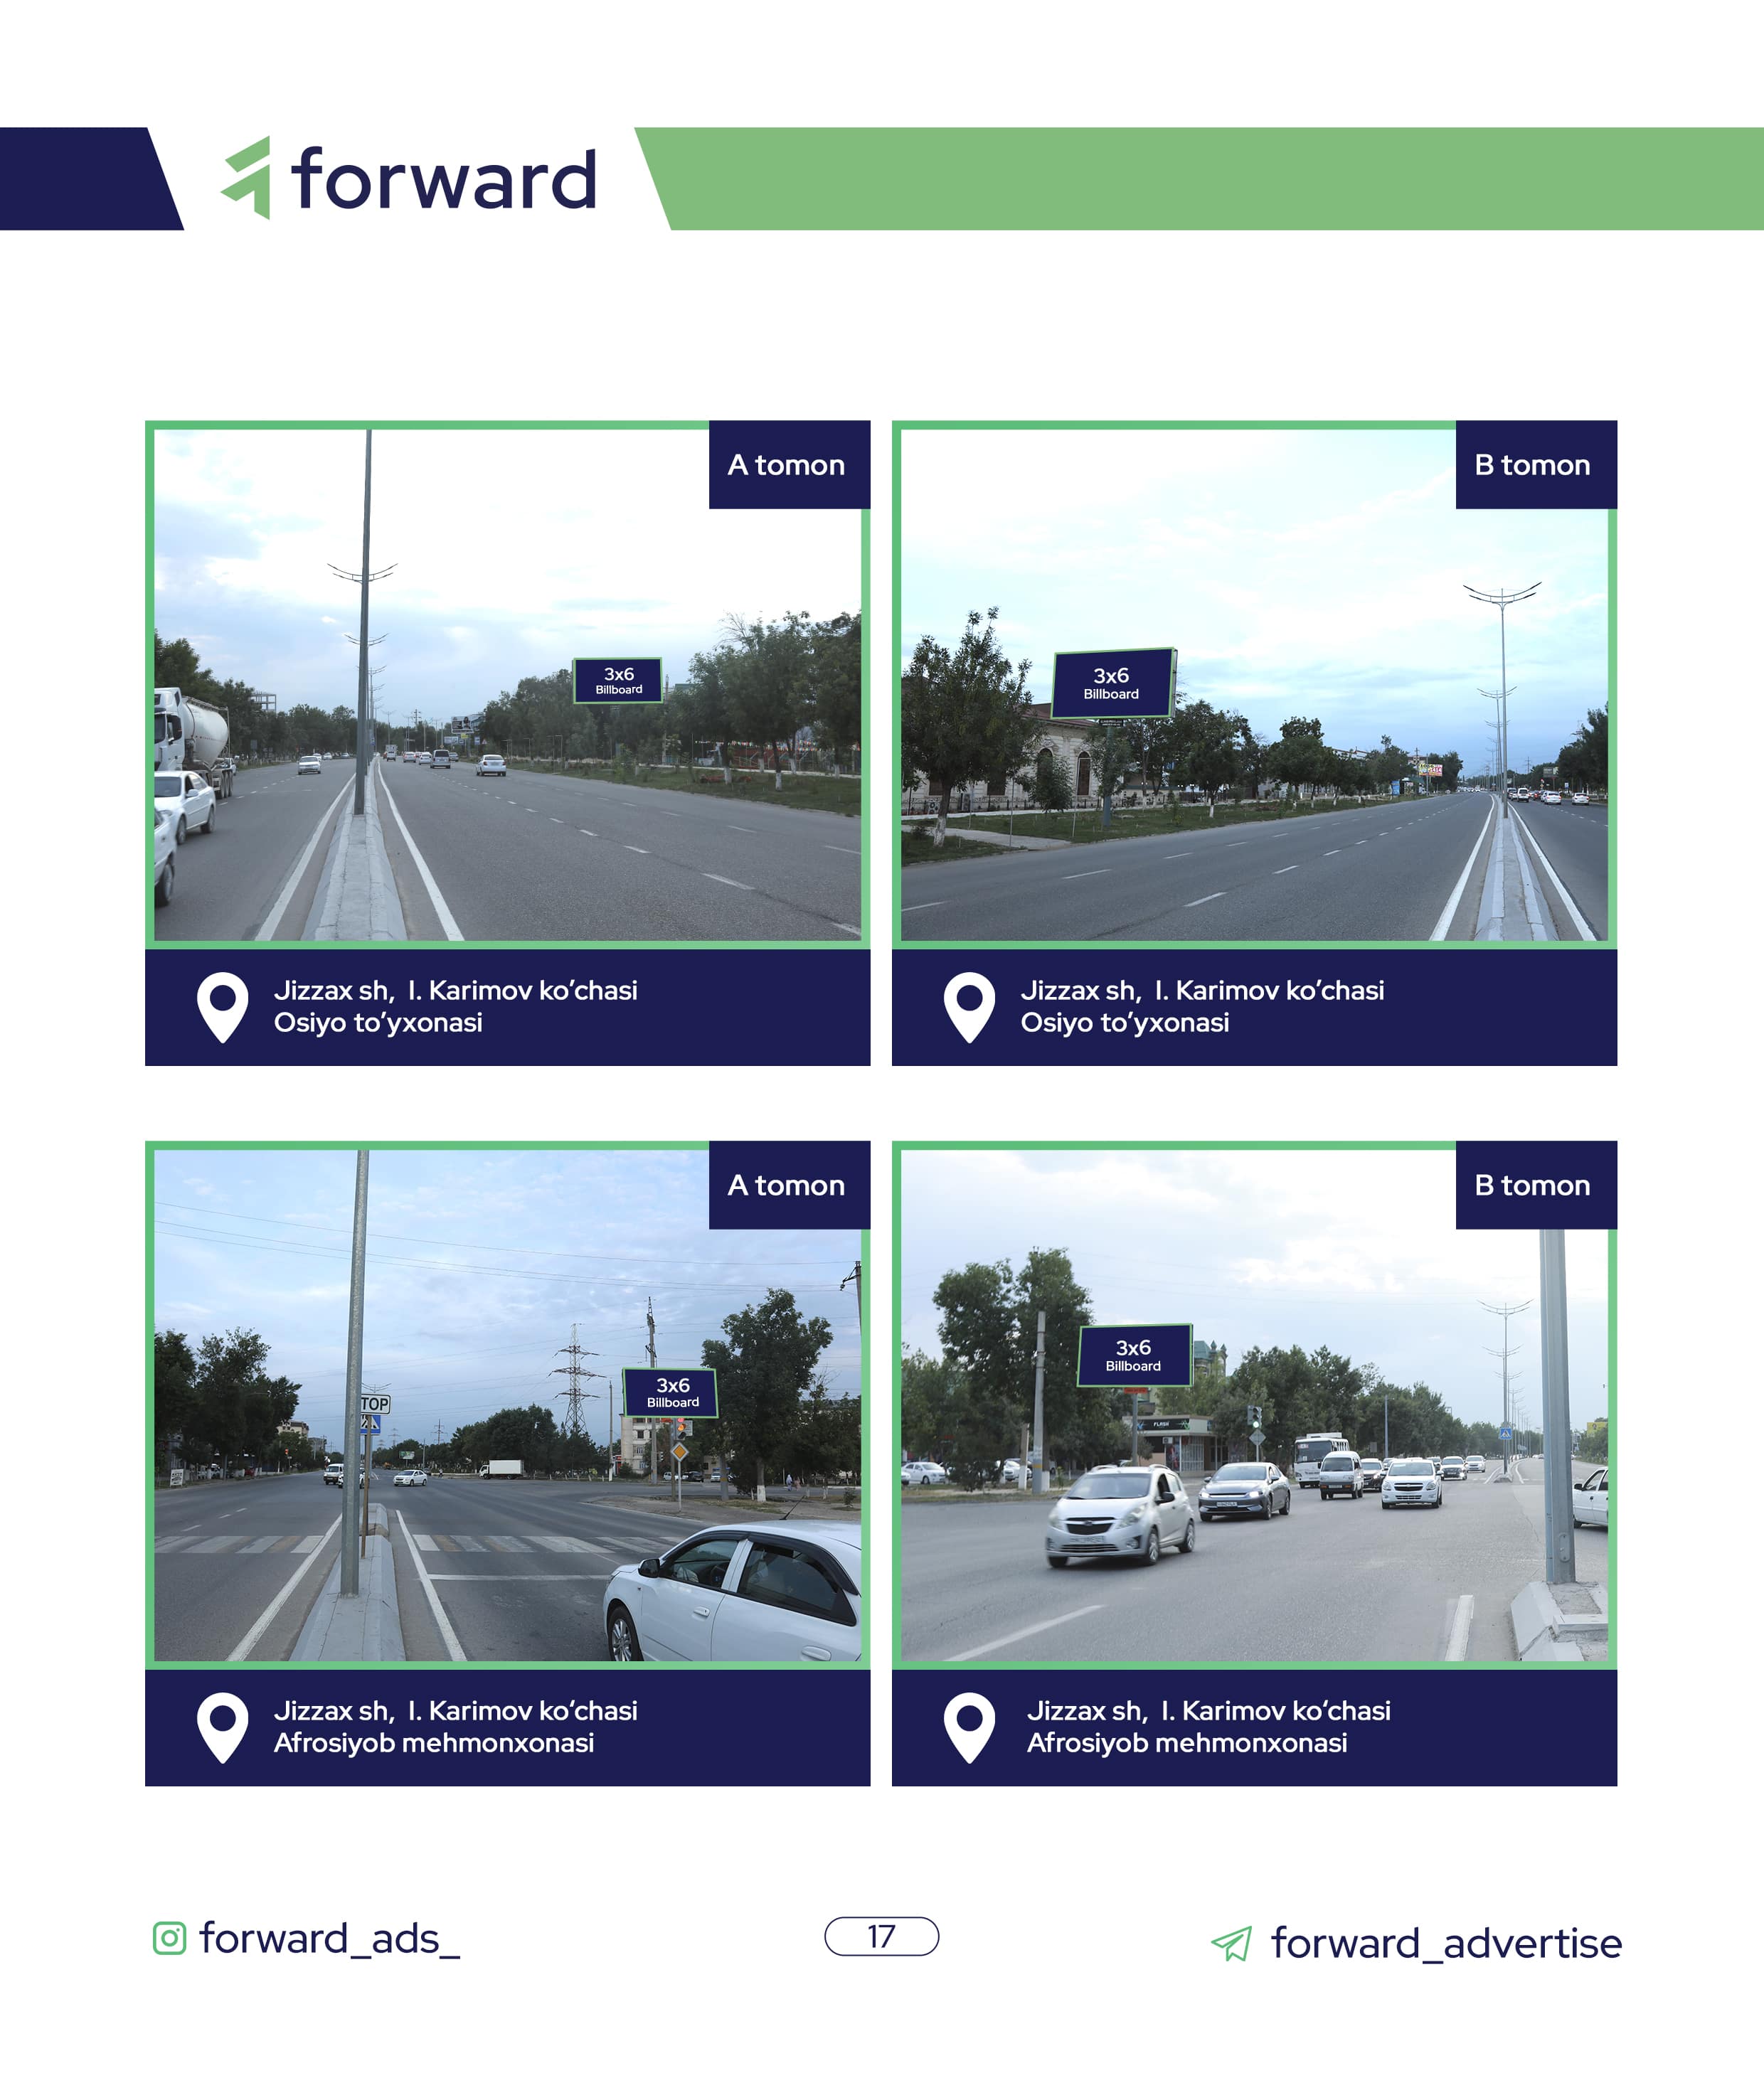 forward
A tomon
3x6
Billboard
Jizzax sh, I. Karimov ko’chasi
Osiyo to’yxonasi
B tomon
3x6
Billboard
Jizzax sh, I. Karimov ko’chasi
Osiyo to’yxonasi
A tomon
TOP
3x6
Billboard
Jizzax sh, I. Karimov ko‘chasi
Afrosiyob mehmonxonasi
B tomon
3x6
Billboard
FLASH
Jizzax sh, I. Karimov ko‘chasi
Afrosiyob mehmonxonasi
forward_ads_
17
forward_advertise